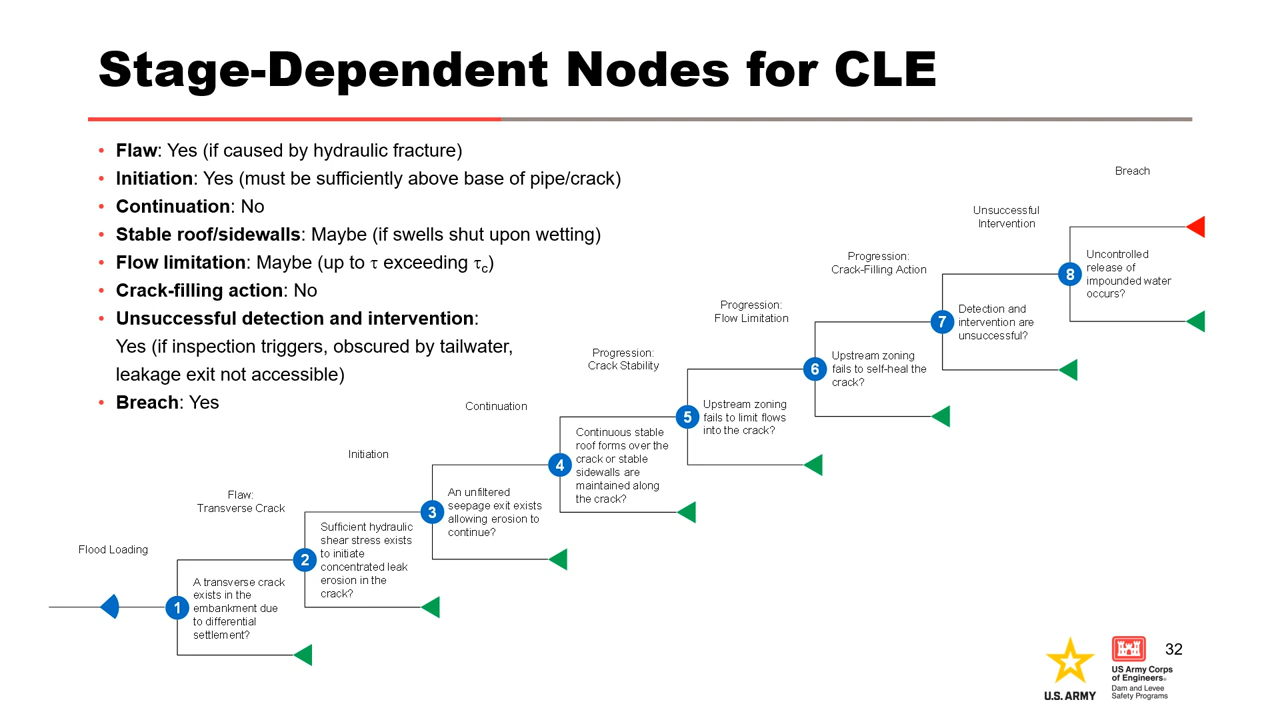 Stage-Dependent Nodes for CLE
• Flaw: Yes (if caused by hydraulic fracture)
• Initiation: Yes (must be sufficiently above base of pipe/crack)
• Continuation: No
• Stable roof/sidewalls: Maybe (if swells shut upon wetting)
• Flow limitation: Maybe (up to τ exceeding τc)
• Crack-filling action: No
• Unsuccessful detection and intervention:
Yes (if inspection triggers, obscured by tailwater,
leakage exit not accessible)
• Breach: Yes
Flood Loading
Flaw:
Transverse Crack
1
A transverse crack
exists in the
embankment due
to differential
settlement?
Initiation
2
Sufficient hydraulic
shear stress exists
to initiate
concentrated leak
erosion in the
crack?
Continuation
3
An unfiltered
seepage exit exists
allowing erosion to
continue?
Progression:
Crack Stability
4
Continuous stable
roof forms over the
crack or stable
sidewalls are
maintained along
the crack?
Progression:
Flow Limitation
5
Upstream zoning
fails to limit flows
into the crack?
Progression:
Crack-Filling Action
6
Upstream zoning
fails to self-heal the
crack?
Unsuccessful
Intervention
7
Detection and
intervention are
unsuccessful?
Breach
8
Uncontrolled
release of
impounded water
occurs?
U.S. ARMY
US Army Corps
of Engineers®
Dam and Levee
Safety Programs
32